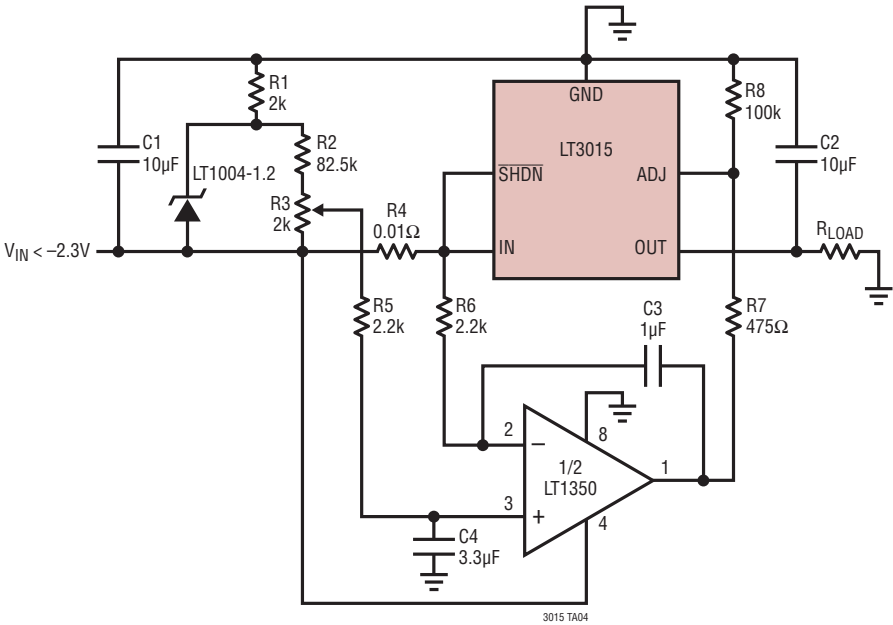 R1
2k
C1
10µF
LT1004-1.2
R2
82.5k
R3
2k
R4
0.01Ω
VIN < –2.3V
GND
LT3015
SHDN
ADJ
IN
OUT
R8
100k
C2
10µF
RLOAD
R5
2.2k
R6
2.2k
C3
1µF
R7
475Ω
2
–
8
1/2
LT1350
1
3
+
4
C4
3.3µF
3015 TA04